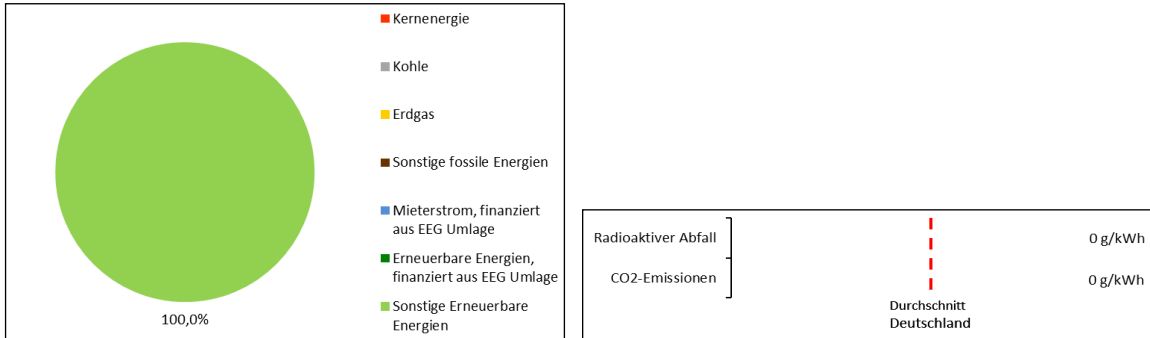 Kernenergie
Kohle
Erdgas
Sonstige fossile Energien
Mieterstrom, finanziert
aus EEG Umlage
Erneuerbare Energien,
finanziert aus EEG Umlage
Sonstige Erneuerbare
Energien
100,0%
Radioaktiver Abfall
0 g/kWh
CO2-Emissionen
0 g/kWh
Durchschnitt
Deutschland